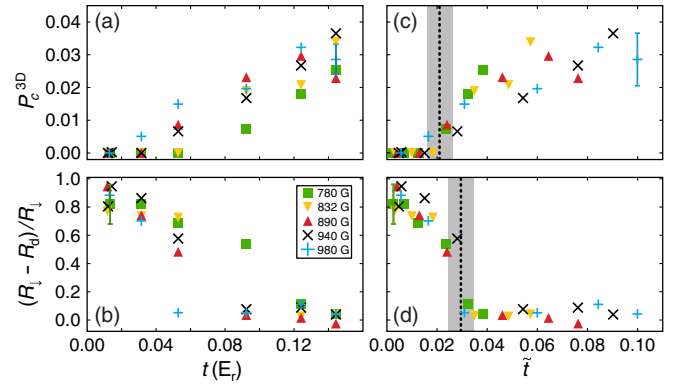 (a)
(c)
0.04
0.03
0.02
0.01
0.00
P_c^{3D}
1.0
0.8
0.6
0.4
0.2
0.0
(R↓ − R_d)/R↓
780 G
832 G
890 G
940 G
980 G
(b)
(d)
0.00 0.04 0.08 0.12
0.00 0.02 0.04 0.06 0.08 0.10
t (E_r)
t̃